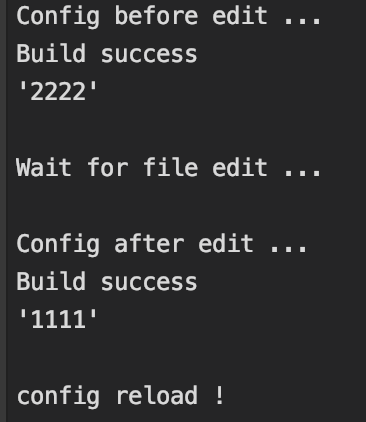 Config before edit ...
Build success
'2222'
Wait for file edit ...
Config after edit ...
Build success
'1111'
config reload !